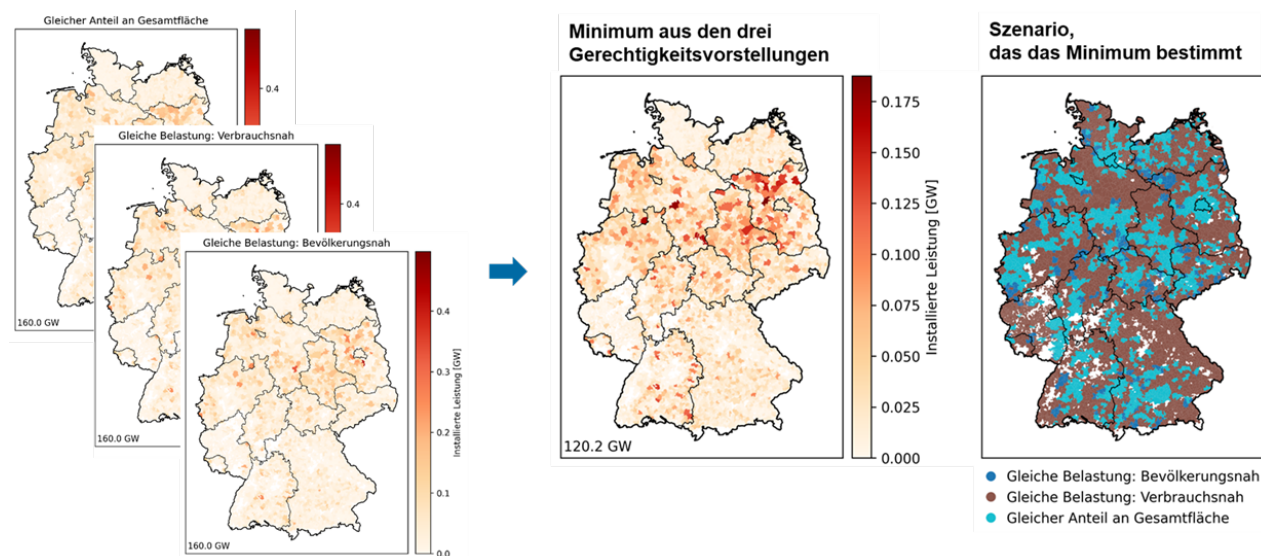 Gleicher Anteil an Gesamtfläche
0.4
160.0 GW
Gleiche Belastung: Verbrauchsnah
0.4
160.0 GW
Gleiche Belastung: Bevölkerungsnah
0.4
0.3
0.2
0.1
0.0
Installierte Leistung [GW]
160.0 GW
Minimum aus den drei
Gerechtigkeitsvorstellungen
0.175
0.150
0.125
0.100
0.075
0.050
0.025
0.000
Installierte Leistung [GW]
120.2 GW
Szenario,
das das Minimum bestimmt
Gleiche Belastung: Bevölkerungsnah
Gleiche Belastung: Verbrauchsnah
Gleicher Anteil an Gesamtfläche